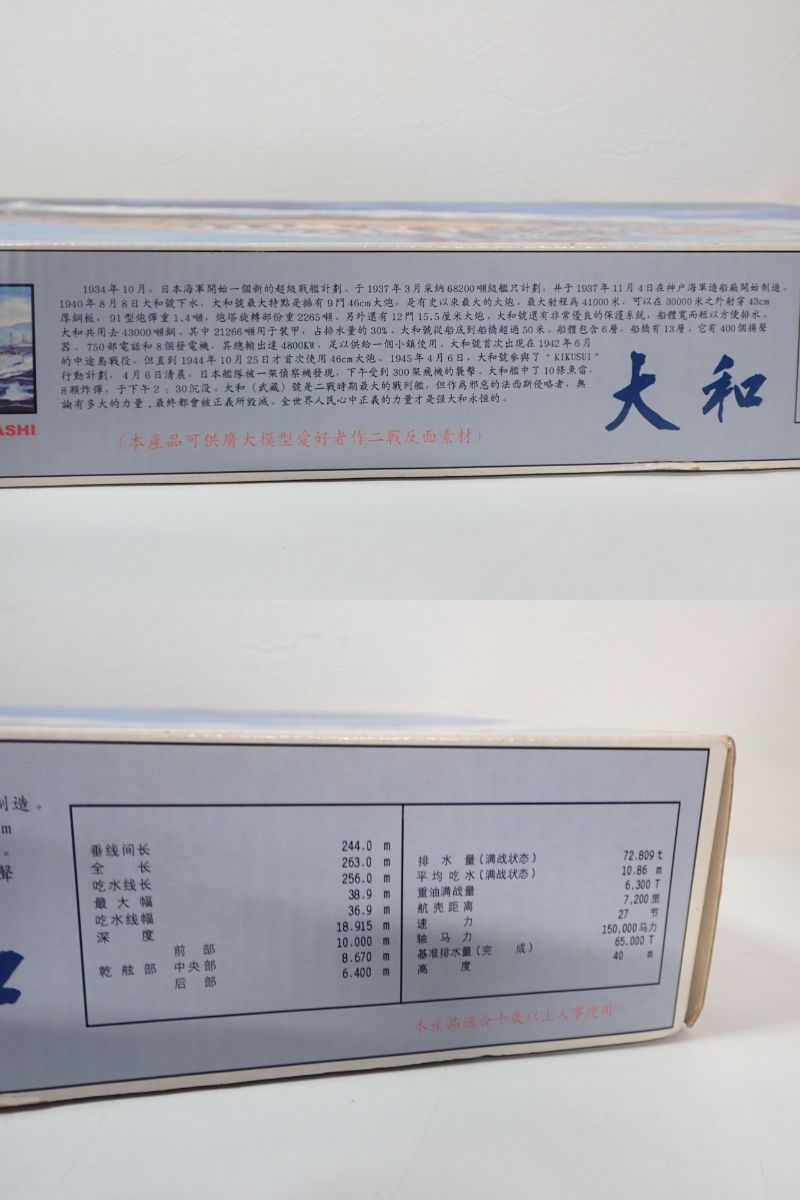 1934年10月，日本海軍開始一個新的超級戰艦計劃。于1937年3月采納68200噸級艦只計劃，并于1937年11月4日在神户海軍造船廠開始制造。
1940年8月8日大和號下水，大和號最大特點是擁有9門46cm大炮，是有史以來最大的大炮。最大射程爲41000米，可以在30000米之外射穿43cm
厚鋼板，91型炮彈重1.4噸，炮塔旋轉部份重2265噸。另外還有12門15.5厘米大炮。大和號還有非常優良的保護系統，船體寬而短以方便排水。
大和共用去43000噸鋼。其中21266噸用于裝甲，占排水量的30%。大和號從船底到船橋超過50米，船體包含6層，船橋有13層，它有400個揚聲
器、750部電話和8個發電機，其總輸出達4800KW，足以供給一個小鎮使用。大和號首次出現在1942年6月
的中途島戰役，但直到1944年10月25日才首次使用46cm大炮。1945年4月6日，大和號參與了"KIKUSUI"
行動計劃，4月6日清晨，日本艦隊被一架偵察機發現，下午受到300架飛機的襲擊。大和艦中了10條魚雷，
8顆炸彈，于下午2：30沉没。大和（武藏）號是二戰時期最大的戰列艦，但作爲邪惡的法西斯侵略者，無
論有多大的力量，最終都會被正義所毀滅。全世界人民心中正義的力量才是强大和永恒的。
大和
ASHI
（本産品可供廣大模型愛好者作二戰反面素材）
制造。
m
。
聲
垂线间长 244.0 m
全长 263.0 m
吃水线长 256.0 m
最大幅 38.9 m
吃水线幅 36.9 m
深度 18.915 m
乾舷部 前部 10.000 m
中央部 8.670 m
后部 6.400 m
排水量(满战状态) 72.809 t
平均吃水(满战状态) 10.86 m
重油满战量 6,300 T
航壳距离 7,200 里
速力 27 节
轴马力 150,000 马力
基准排水量(完成) 65,000 T
高度 40 m
本産品適合十歲以上人事使用